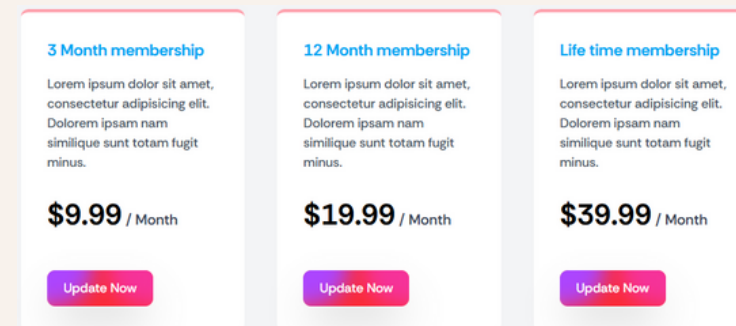 3 Month membership
Lorem ipsum dolor sit amet,
consectetur adipisicing elit.
Dolorem ipsam nam
similique sunt totam fugit
minus.
$9.99 / Month
Update Now
12 Month membership
Lorem ipsum dolor sit amet,
consectetur adipisicing elit.
Dolorem ipsam nam
similique sunt totam fugit
minus.
$19.99 / Month
Update Now
Life time membership
Lorem ipsum dolor sit amet,
consectetur adipisicing elit.
Dolorem ipsam nam
similique sunt totam fugit
minus.
$39.99 / Month
Update Now